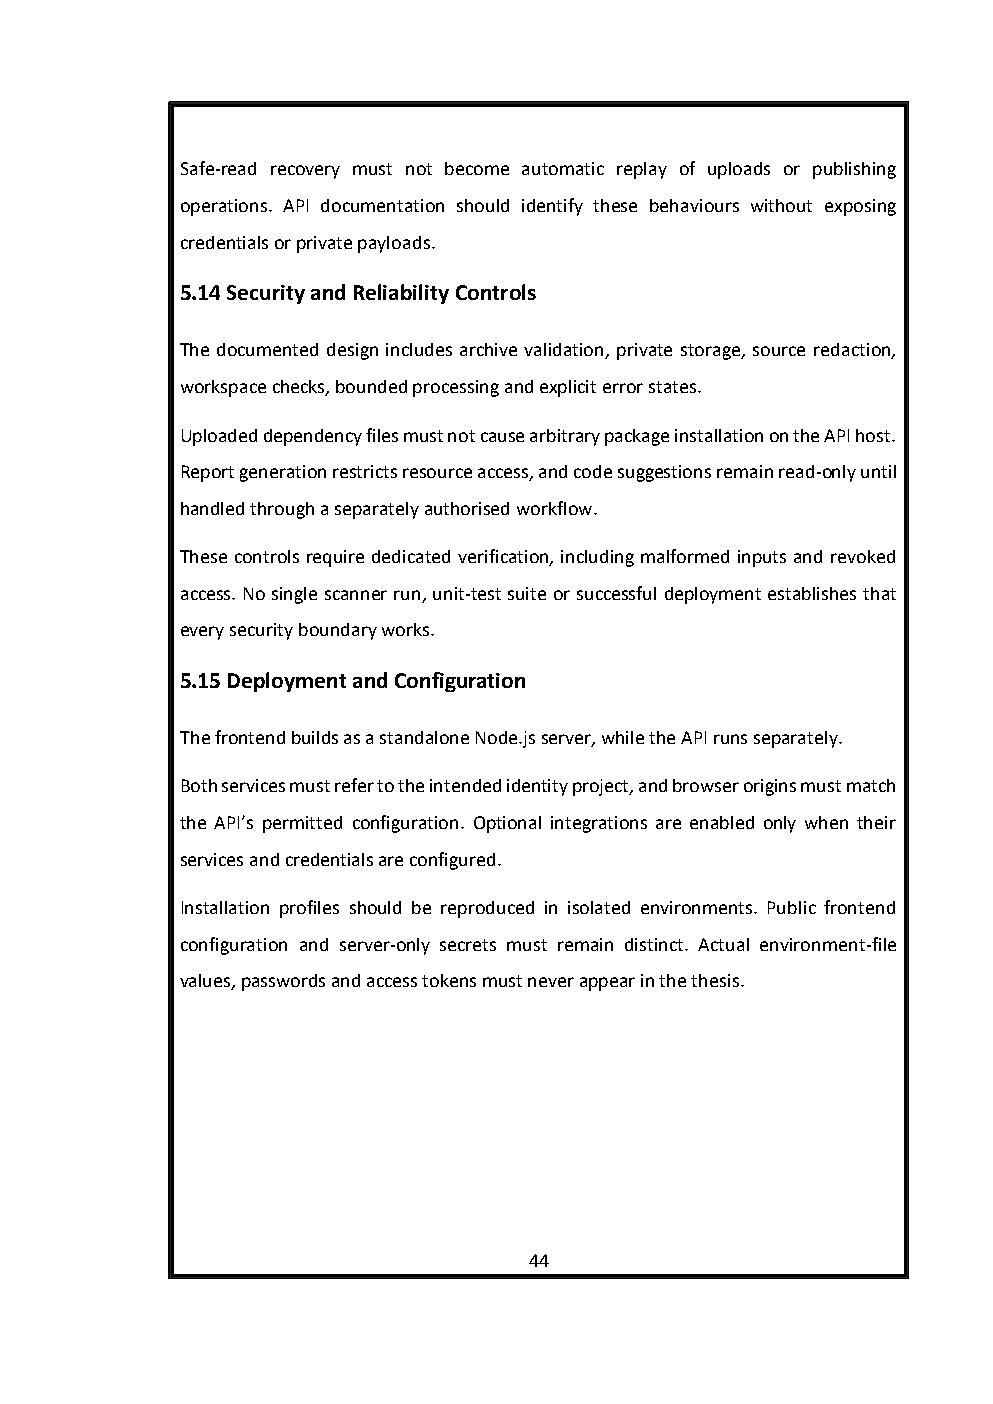 Safe-read recovery must not become automatic replay of uploads or publishing
operations. API documentation should identify these behaviours without exposing
credentials or private payloads.
5.14 Security and Reliability Controls
The documented design includes archive validation, private storage, source redaction,
workspace checks, bounded processing and explicit error states.
Uploaded dependency files must not cause arbitrary package installation on the API host.
Report generation restricts resource access, and code suggestions remain read-only until
handled through a separately authorised workflow.
These controls require dedicated verification, including malformed inputs and revoked
access. No single scanner run, unit-test suite or successful deployment establishes that
every security boundary works.
5.15 Deployment and Configuration
The frontend builds as a standalone Node.js server, while the API runs separately.
Both services must refer to the intended identity project, and browser origins must match
the API’s permitted configuration. Optional integrations are enabled only when their
services and credentials are configured.
Installation profiles should be reproduced in isolated environments. Public frontend
configuration and server-only secrets must remain distinct. Actual environment-file
values, passwords and access tokens must never appear in the thesis.
44